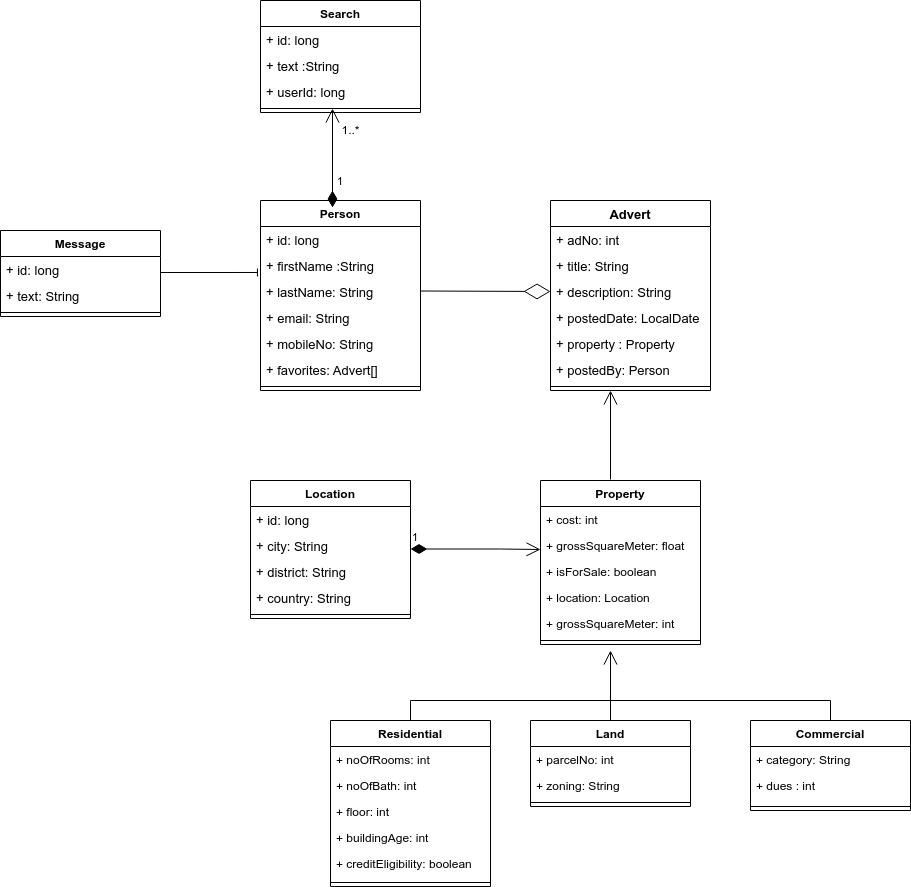 Search
+ id: long
+ text :String
+ userId: long
1..*
1
Person
+ id: long
+ firstName :String
+ lastName: String
+ email: String
+ mobileNo: String
+ favorites: Advert[]
Message
+ id: long
+ text: String
Advert
+ adNo: int
+ title: String
+ description: String
+ postedDate: LocalDate
+ property : Property
+ postedBy: Person
Location
+ id: long
+ city: String
+ district: String
+ country: String
1
Property
+ cost: int
+ grossSquareMeter: float
+ isForSale: boolean
+ location: Location
+ grossSquareMeter: int
Residential
+ noOfRooms: int
+ noOfBath: int
+ floor: int
+ buildingAge: int
+ creditEligibility: boolean
Land
+ parcelNo: int
+ zoning: String
Commercial
+ category: String
+ dues : int